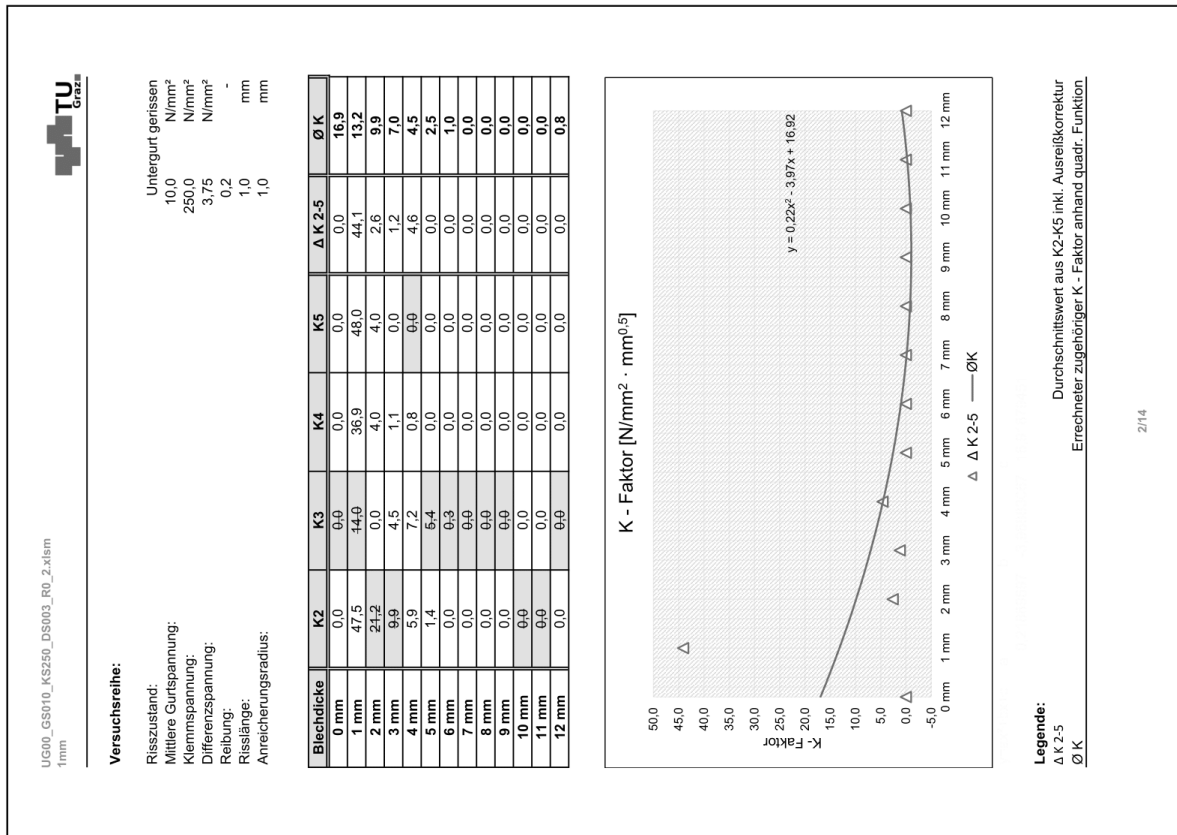 UG00_GS010_KS250_DS003_R0_2.xlsm
1mm
TU
Graz
Versuchsreihe:
Risszustand: Untergurt gerissen
Mittlere Gurtspannung: 10,0 N/mm²
Klemmspannung: 250,0 N/mm²
Differenzspannung: 3,75 N/mm²
Reibung: 0,2 -
Risslänge: 1,0 mm
Anreicherungsradius: 1,0 mm
Blechdicke K2 K3 K4 K5 Δ K 2-5 Ø K
0 mm 0,0 0,0 0,0 0,0 0,0 16,9
1 mm 47,5 14,0 36,9 48,0 44,1 13,2
2 mm 21,2 0,0 4,0 4,0 2,6 9,9
3 mm 9,9 4,5 1,1 0,0 1,2 7,0
4 mm 5,9 7,2 0,8 0,0 4,6 4,5
5 mm 1,4 5,4 0,0 0,0 0,0 2,5
6 mm 0,0 0,3 0,0 0,0 0,0 1,0
7 mm 0,0 0,0 0,0 0,0 0,0 0,0
8 mm 0,0 0,0 0,0 0,0 0,0 0,0
9 mm 0,0 0,0 0,0 0,0 0,0 0,0
10 mm 0,0 0,0 0,0 0,0 0,0 0,0
11 mm 0,0 0,0 0,0 0,0 0,0 0,0
12 mm 0,0 0,0 0,0 0,0 0,0 0,8
K - Faktor [N/mm² · mm^0,5]
50,0
45,0
40,0
35,0
30,0
25,0
20,0
15,0
10,0
5,0
0,0
-5,0
K- Faktor
y = 0,22x² - 3,97x + 16,92
0 mm 1 mm 2 mm 3 mm 4 mm 5 mm 6 mm 7 mm 8 mm 9 mm 10 mm 11 mm 12 mm
Δ K 2-5 ØK
Legende:
Δ K 2-5 Durchschnittswert aus K2-K5 inkl. Ausreißkorrektur
Ø K Errechneter zugehöriger K - Faktor anhand quadr. Funktion
2/14